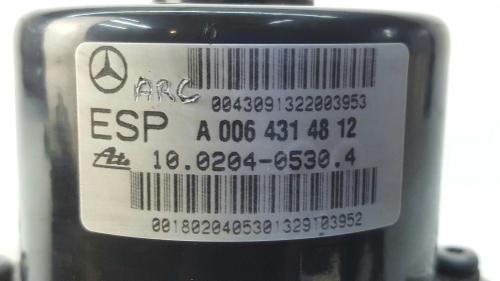 ARC
0043091322003953
ESP A 006 431 48 12
Ate 10.0204-0530.4
0018020405301329103952